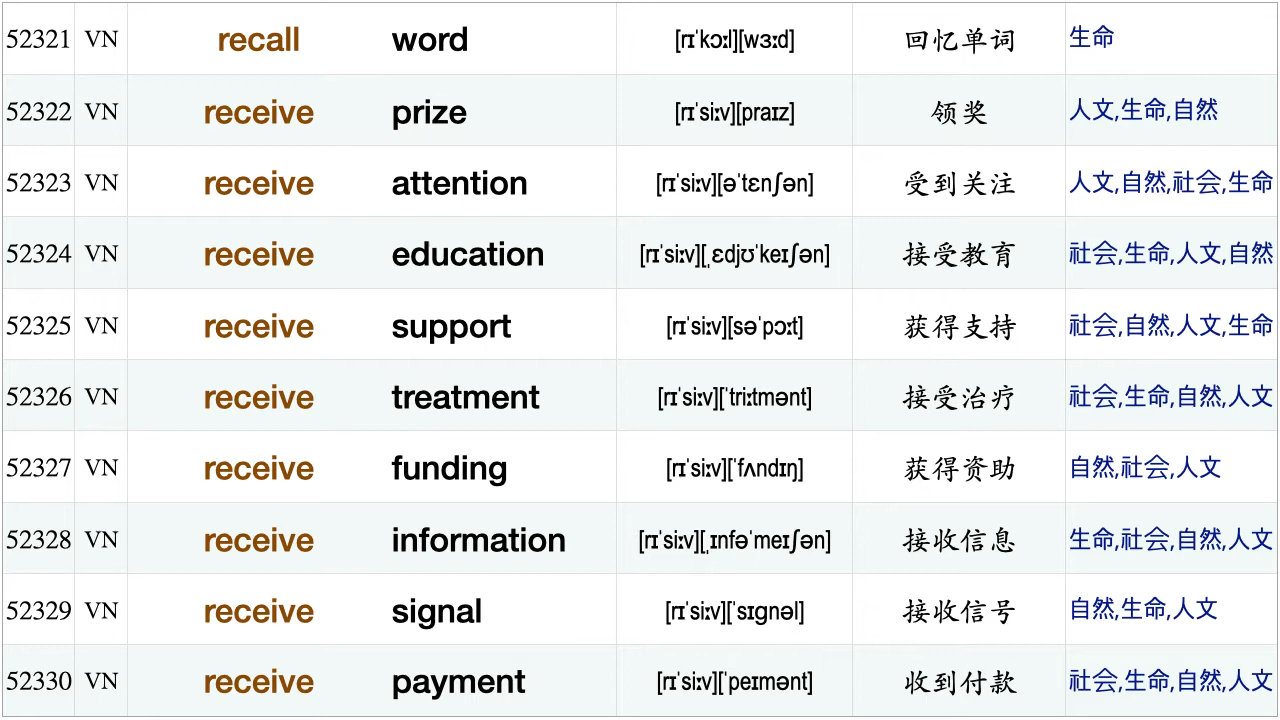 52321 VN recall word [rɪˈkɔːl][wɜːd] 回忆单词 生命
52322 VN receive prize [rɪˈsiːv][praɪz] 领奖 人文,生命,自然
52323 VN receive attention [rɪˈsiːv][əˈtɛnʃən] 受到关注 人文,自然,社会,生命
52324 VN receive education [rɪˈsiːv][ˌɛdjʊˈkeɪʃən] 接受教育 社会,生命,人文,自然
52325 VN receive support [rɪˈsiːv][səˈpɔːt] 获得支持 社会,自然,人文,生命
52326 VN receive treatment [rɪˈsiːv][ˈtriːtmənt] 接受治疗 社会,生命,自然,人文
52327 VN receive funding [rɪˈsiːv][ˈfʌndɪŋ] 获得资助 自然,社会,人文
52328 VN receive information [rɪˈsiːv][ˌɪnfəˈmeɪʃən] 接收信息 生命,社会,自然,人文
52329 VN receive signal [rɪˈsiːv][ˈsɪgnəl] 接收信号 自然,生命,人文
52330 VN receive payment [rɪˈsiːv][ˈpeɪmənt] 收到付款 社会,生命,自然,人文